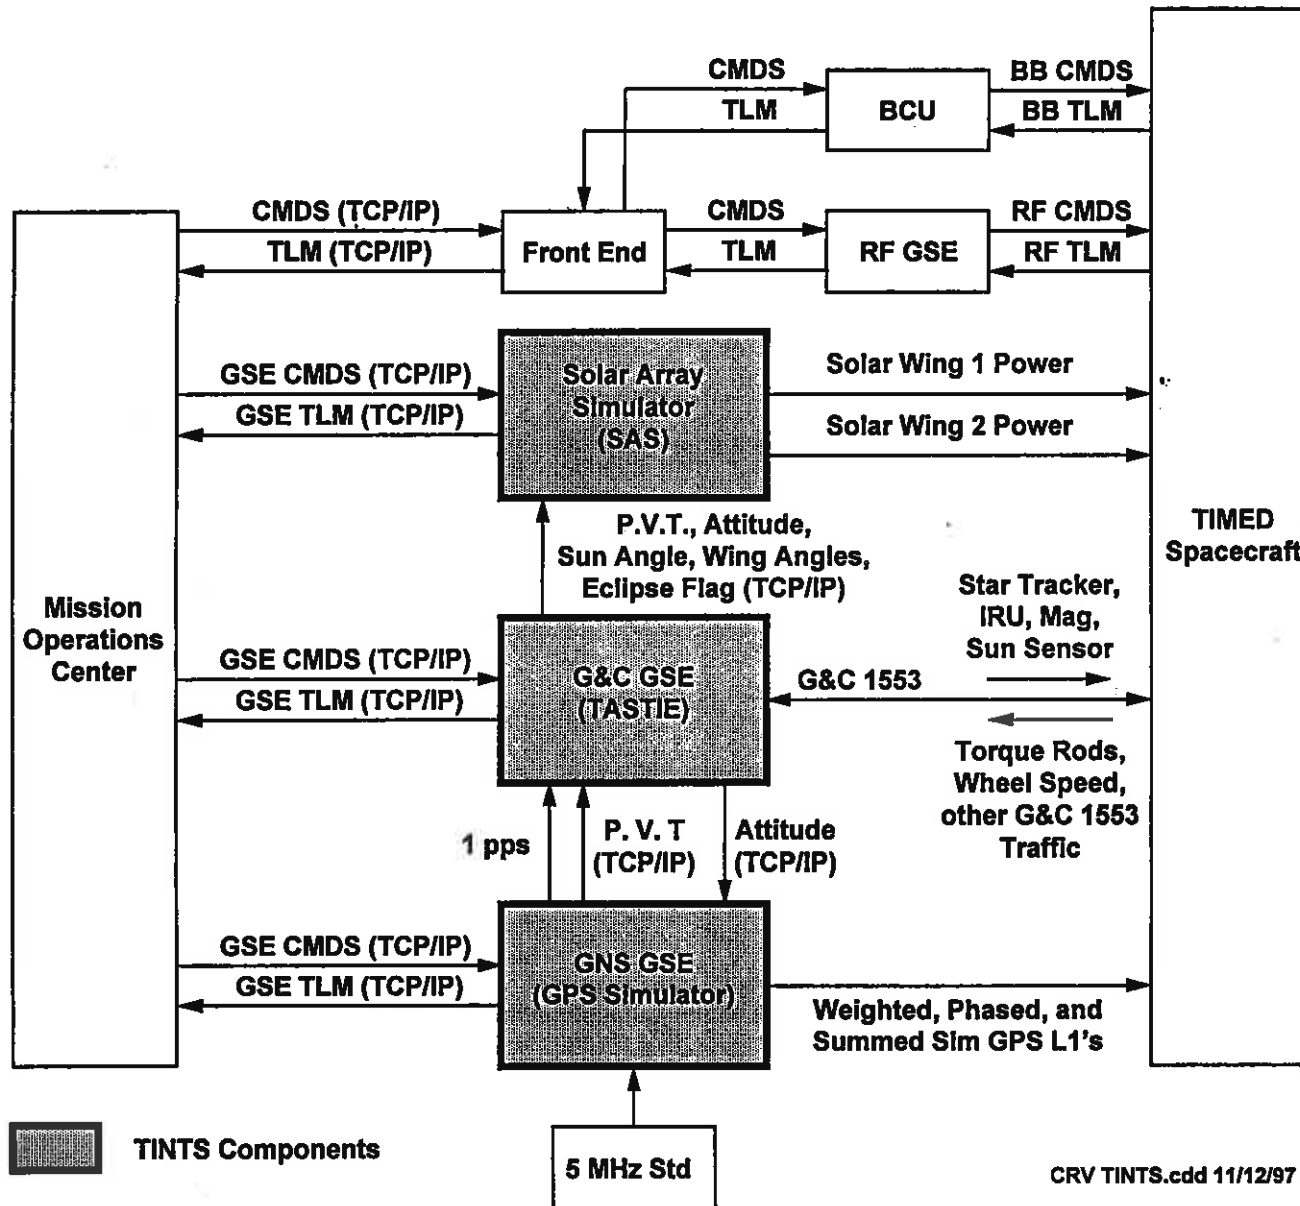 CMDS
TLM
BCU
BB CMDS
BB TLM
CMDS (TCP/IP)
TLM (TCP/IP)
Front End
CMDS
TLM
RF GSE
RF CMDS
RF TLM
GSE CMDS (TCP/IP)
GSE TLM (TCP/IP)
Solar Array
Simulator
(SAS)
Solar Wing 1 Power
Solar Wing 2 Power
P.V.T., Attitude,
Sun Angle, Wing Angles,
Eclipse Flag (TCP/IP)
TIMED
Spacecraft
Mission
Operations
Center
GSE CMDS (TCP/IP)
GSE TLM (TCP/IP)
G&C GSE
(TASTIE)
G&C 1553
Star Tracker,
IRU, Mag,
Sun Sensor
Torque Rods,
Wheel Speed,
other G&C 1553
Traffic
1 pps
P. V. T
(TCP/IP)
Attitude
(TCP/IP)
GSE CMDS (TCP/IP)
GSE TLM (TCP/IP)
GNS GSE
(GPS Simulator)
Weighted, Phased, and
Summed Sim GPS L1's
TINTS Components
5 MHz Std
CRV TINTS.cdd 11/12/97